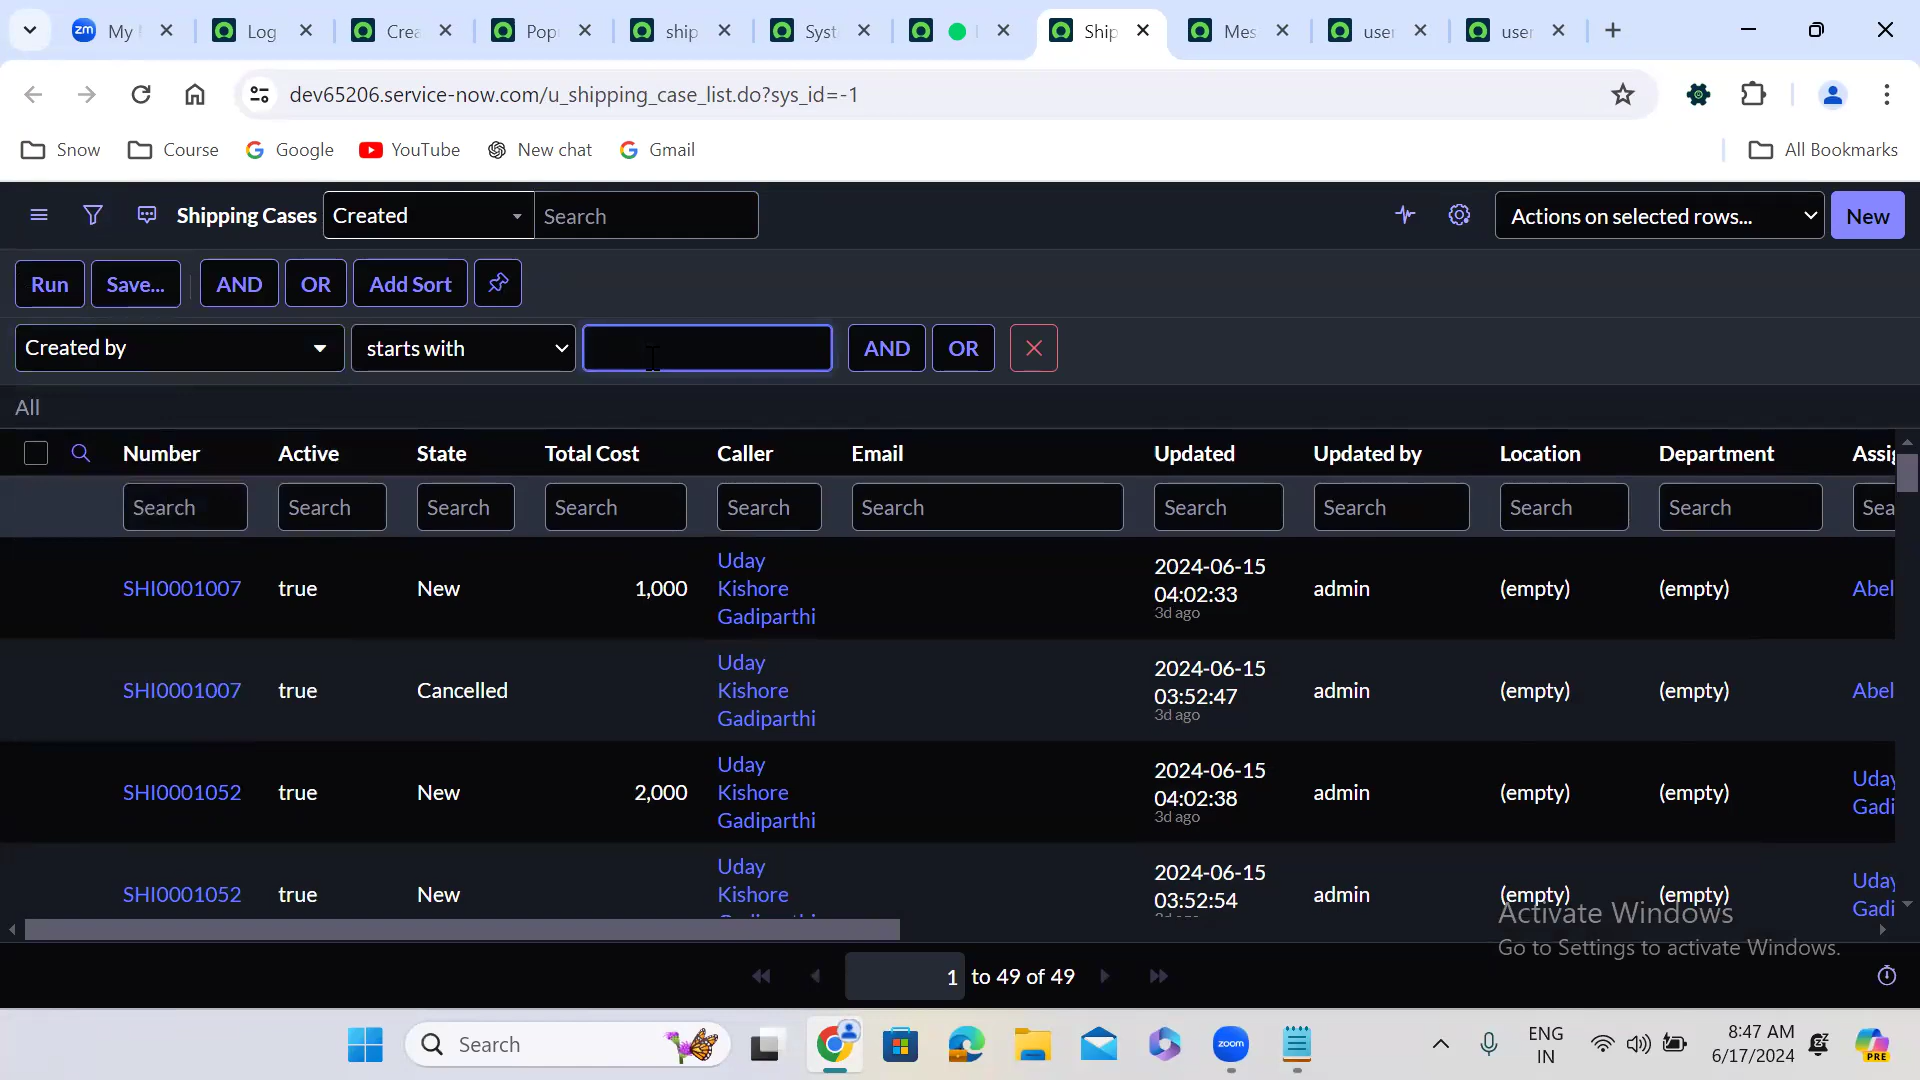 My
Log
Crea
Pop
ship
Syst
Ship
Mes
user
user
dev65206.service-now.com/u_shipping_case_list.do?sys_id=-1
Snow
Course
Google
YouTube
New chat
Gmail
All Bookmarks
Shipping Cases
Created
Search
Actions on selected rows...
New
Run
Save...
AND
OR
Add Sort
Created by
starts with
AND
OR
All
Number Active State Total Cost Caller Email Updated Updated by Location Department Assig
Search Search Search Search Search Search Search Search Search Search Sea
SHI0001007 true New 1,000 Uday Kishore Gadiparthi 2024-06-15 04:02:33 3d ago admin (empty) (empty) Abel
SHI0001007 true Cancelled Uday Kishore Gadiparthi 2024-06-15 03:52:47 3d ago admin (empty) (empty) Abel
SHI0001052 true New 2,000 Uday Kishore Gadiparthi 2024-06-15 04:02:38 3d ago admin (empty) (empty) Uday Gadi
SHI0001052 true New Uday Kishore 2024-06-15 03:52:54 admin (empty) (empty) Uday Gadi
Activate Windows
Go to Settings to activate Windows.
1 to 49 of 49
Search
zoom
ENG
IN
8:47 AM
6/17/2024
PRE